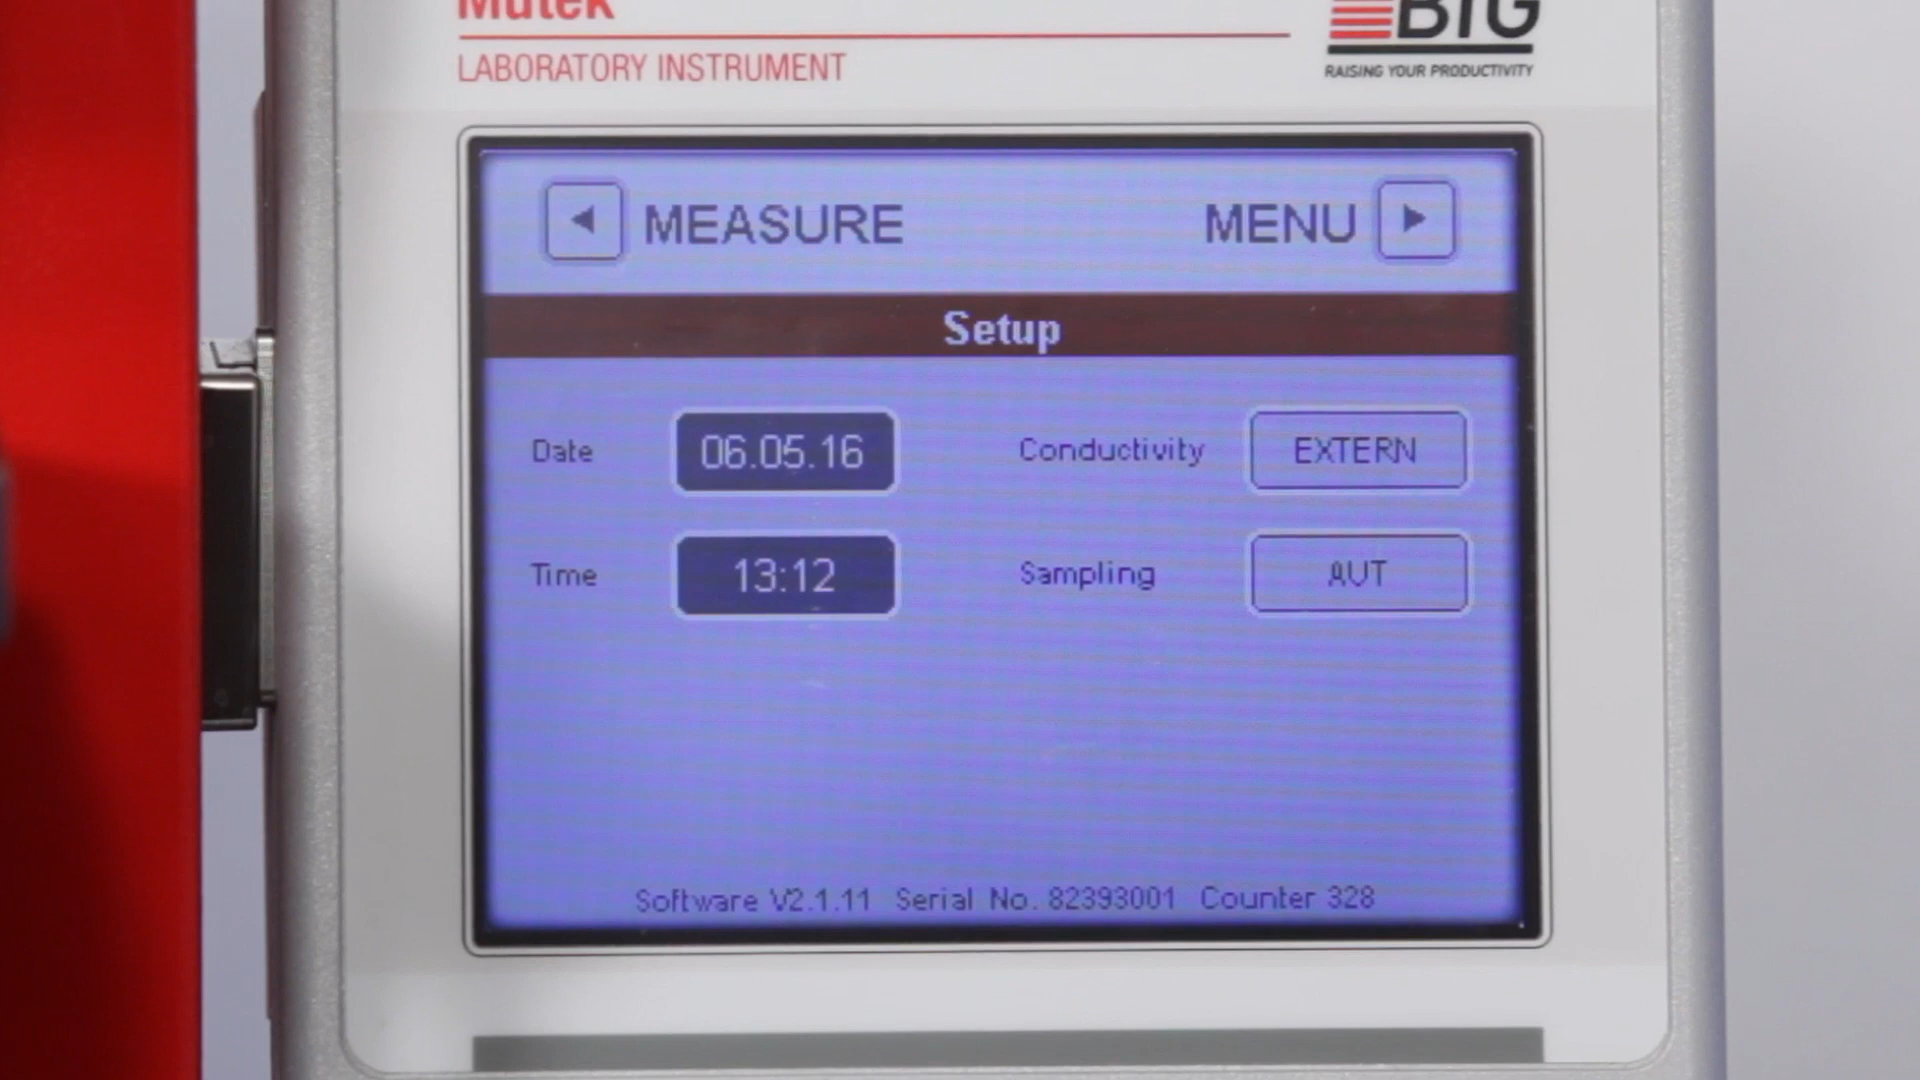 Mütek
BTG
LABORATORY INSTRUMENT
RAISING YOUR PRODUCTIVITY
MEASURE MENU
Setup
Date 06.05.16 Conductivity EXTERN
Time 13:12 Sampling AUT
Software V2.1.11 Serial No. 82393001 Counter 328